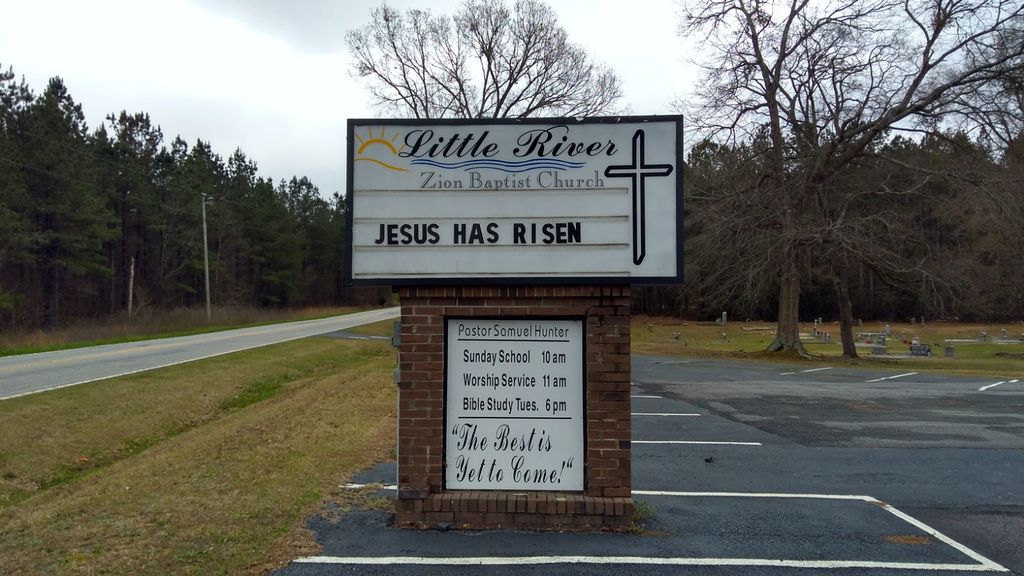 Little River
Zion Baptist Church
JESUS HAS RISEN
Pastor Samuel Hunter
Sunday School 10 am
Worship Service 11 am
Bible Study Tues. 6 pm
"The Best is
Yet to Come!"